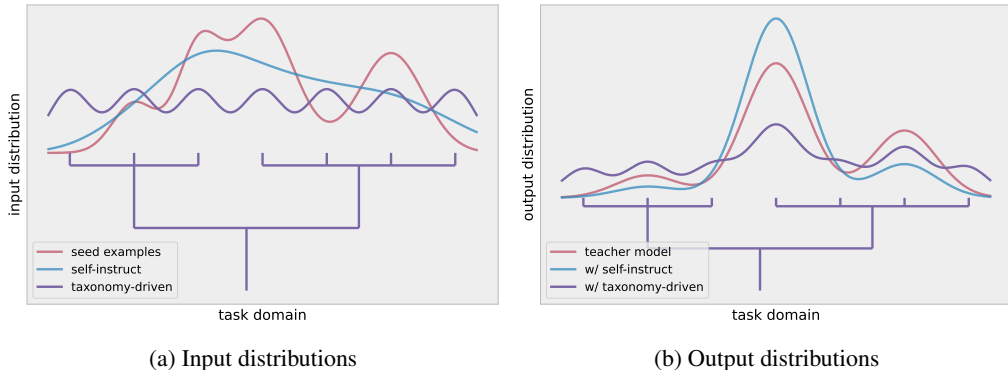 input distribution
seed examples
self-instruct
taxonomy-driven
task domain
(a) Input distributions
output distribution
teacher model
w/ self-instruct
w/ taxonomy-driven
task domain
(b) Output distributions